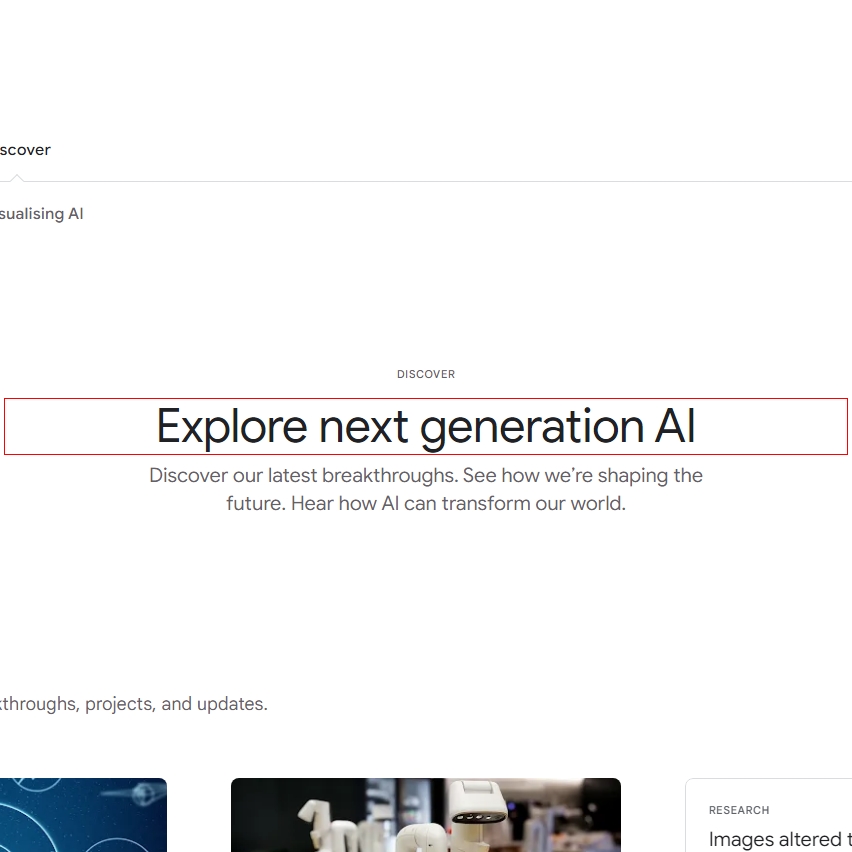 scover
sualising AI
DISCOVER
Explore next generation AI
Discover our latest breakthroughs. See how we're shaping the
future. Hear how AI can transform our world.
throughs, projects, and updates.
RESEARCH
Images altered t